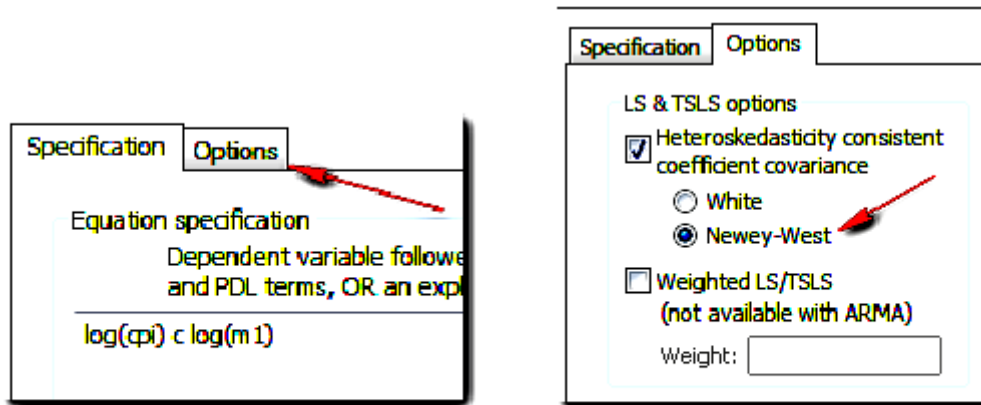 Specification
Options
Equation specification
Dependent variable followe
and PDL terms, OR an expl
log(cpi) c log(m1)
Specification
Options
LS & TSLS options
Heteroskedasticity consistent
coefficient covariance
White
Newey-West
Weighted LS/TSLS
(not available with ARMA)
Weight: